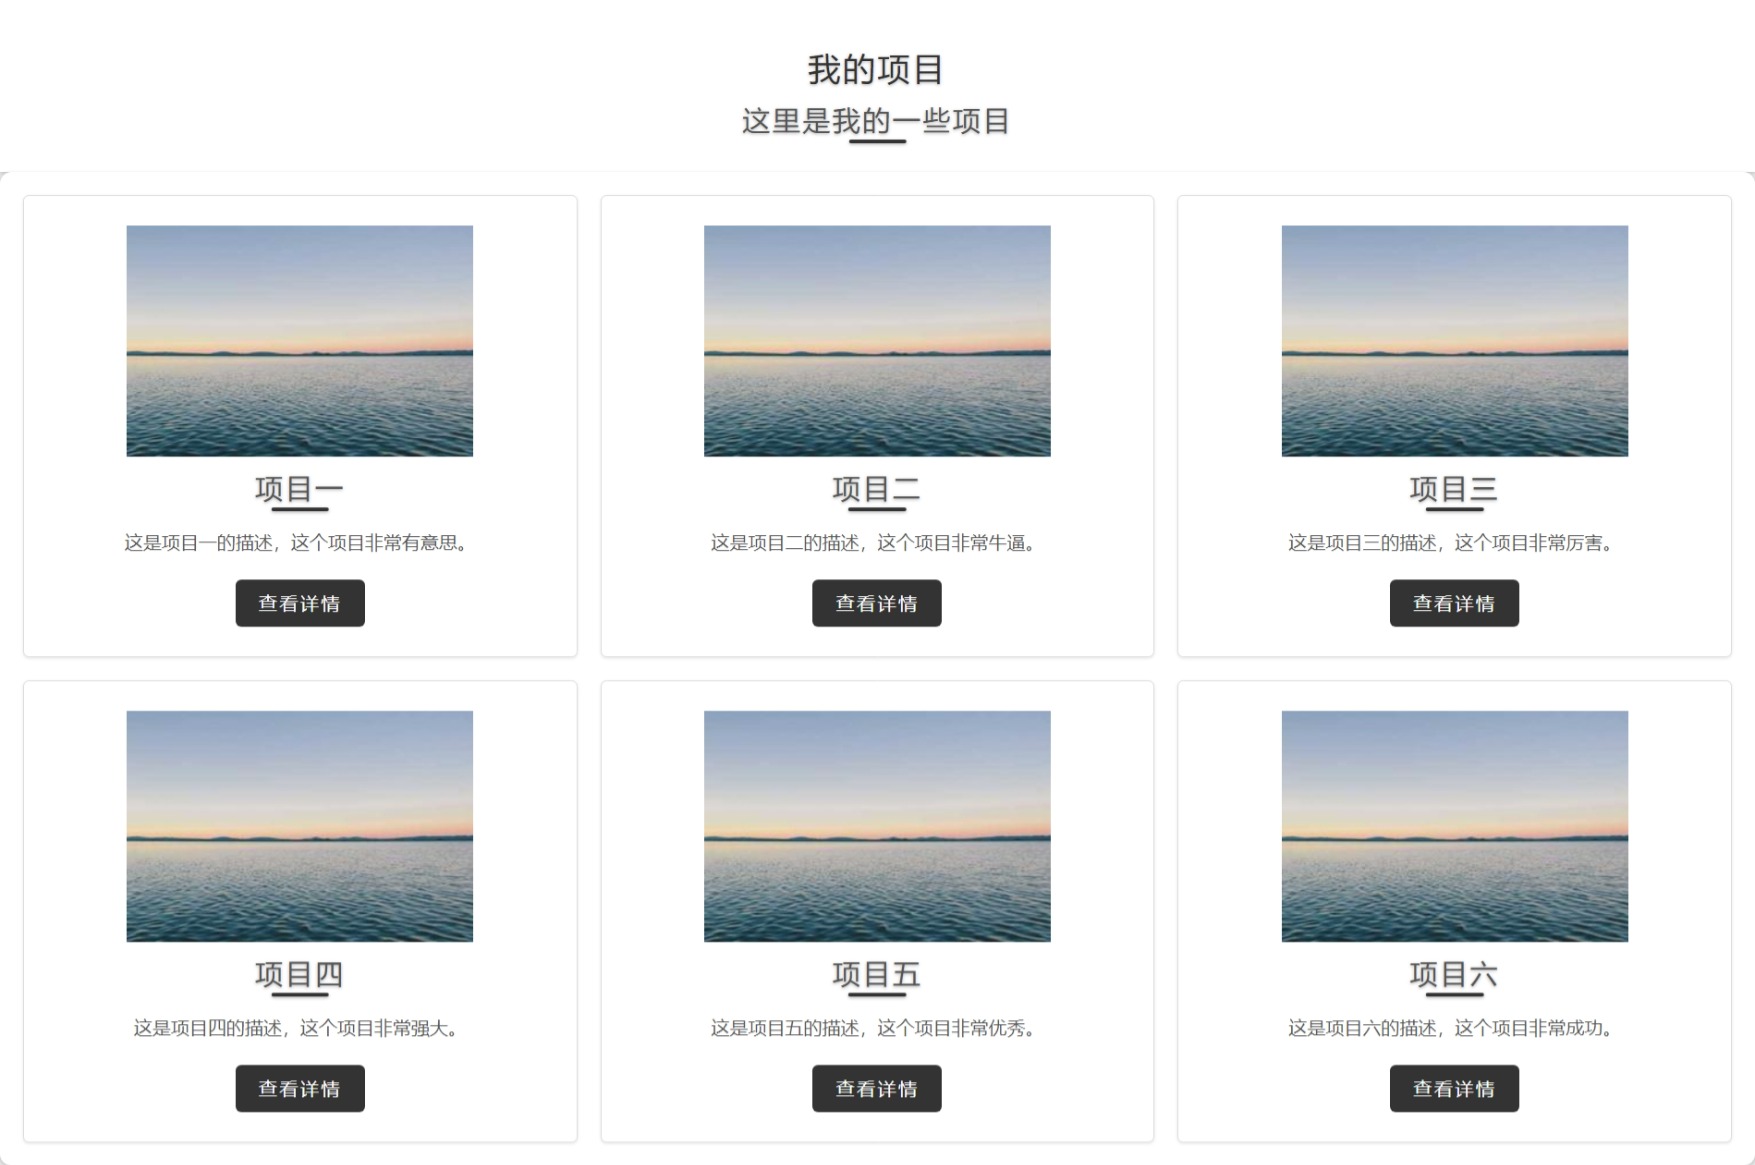 我的项目
这里是我的一些项目
项目一
这是项目一的描述，这个项目非常有意思。
查看详情
项目二
这是项目二的描述，这个项目非常牛逼。
查看详情
项目三
这是项目三的描述，这个项目非常厉害。
查看详情
项目四
这是项目四的描述，这个项目非常强大。
查看详情
项目五
这是项目五的描述，这个项目非常优秀。
查看详情
项目六
这是项目六的描述，这个项目非常成功。
查看详情